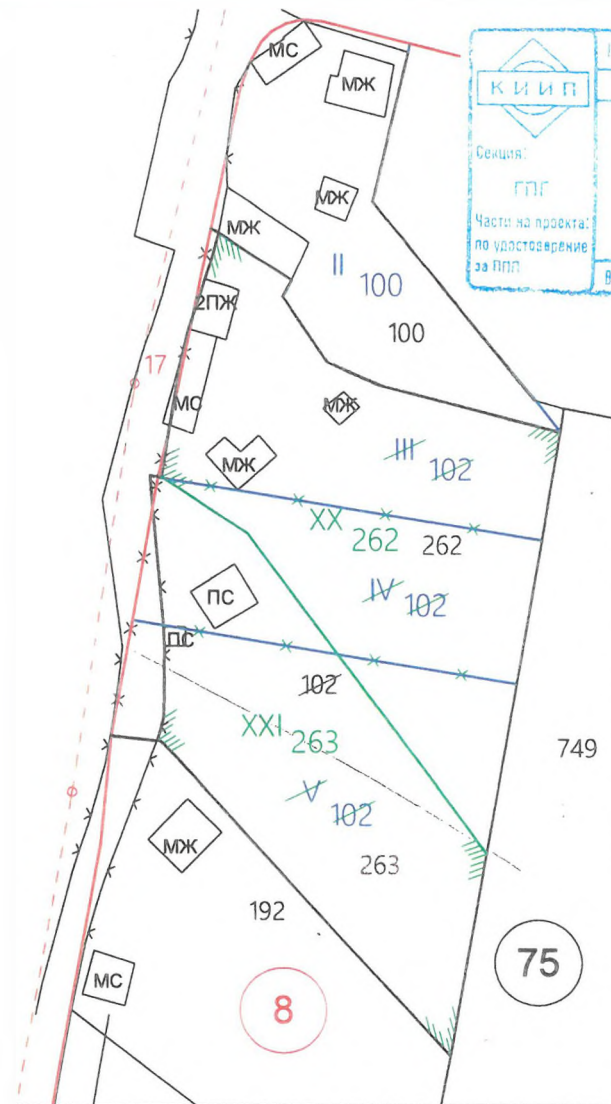 МС
МЖ
КИИП
Секция:
ГПГ
Части на проекта:
по удостоверение
за ППП
МЖ
МЖ
II 100
100
2ПЖ
17
МС
МЖ
МЖ
III 102
XX 262
262
IV 102
ПС
ПС
102
XXI 263
749
V 102
МЖ
263
192
75
МС
8